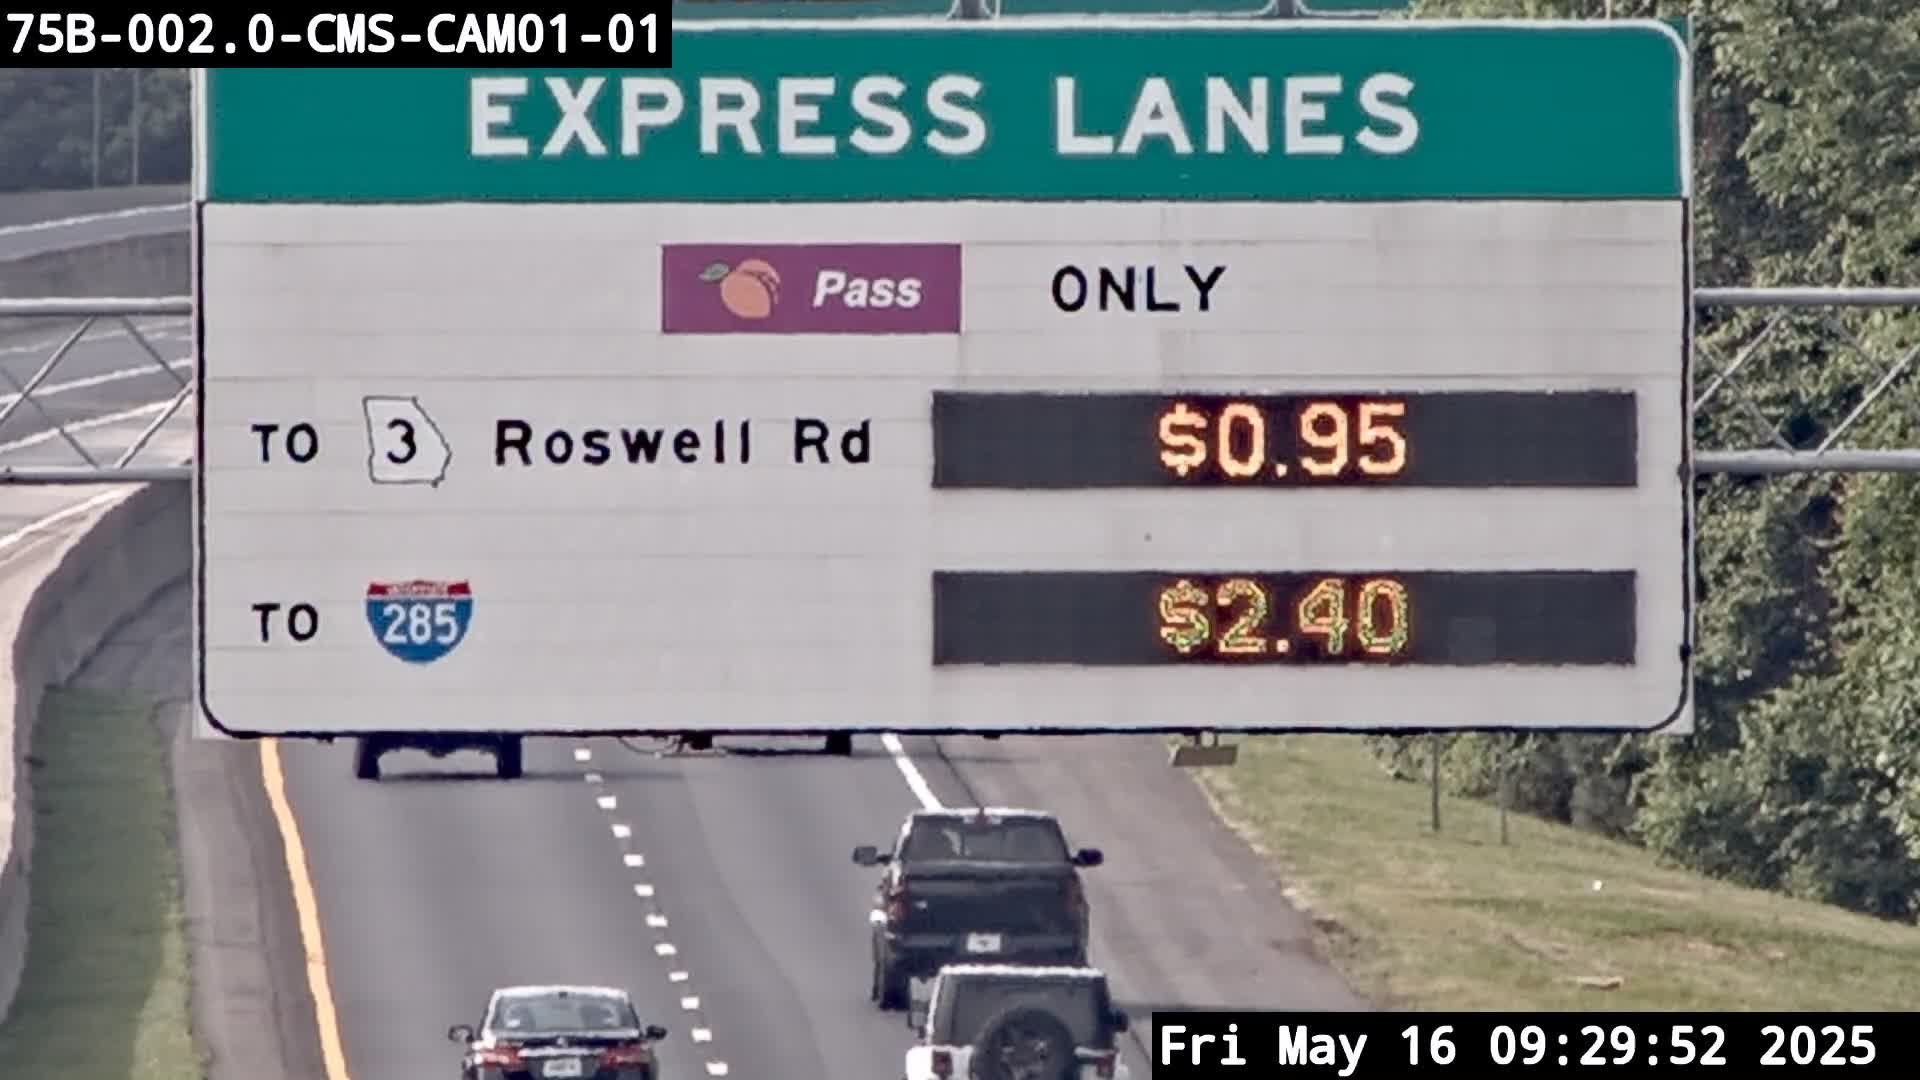 75B-002.0-CMS-CAM01-01
EXPRESS LANES
Pass ONLY
TO 3 Roswell Rd $0.95
TO 285 $2.40
Fri May 16 09:29:52 2025